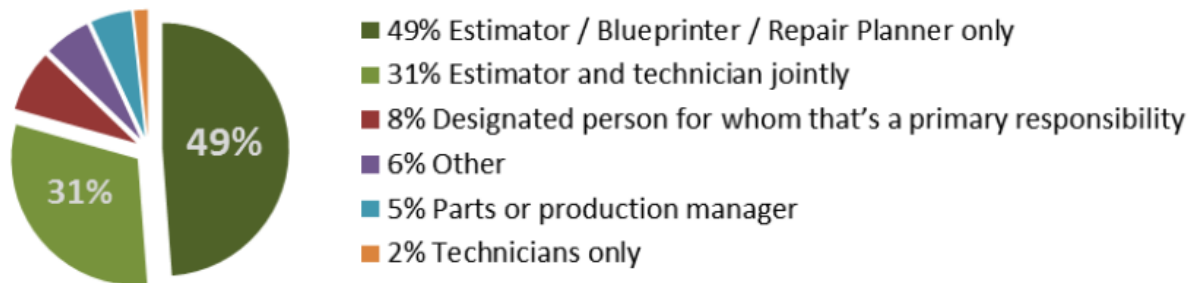 49% Estimator / Blueprinter / Repair Planner only
31% Estimator and technician jointly
8% Designated person for whom that's a primary responsibility
6% Other
5% Parts or production manager
2% Technicians only
49%
31%